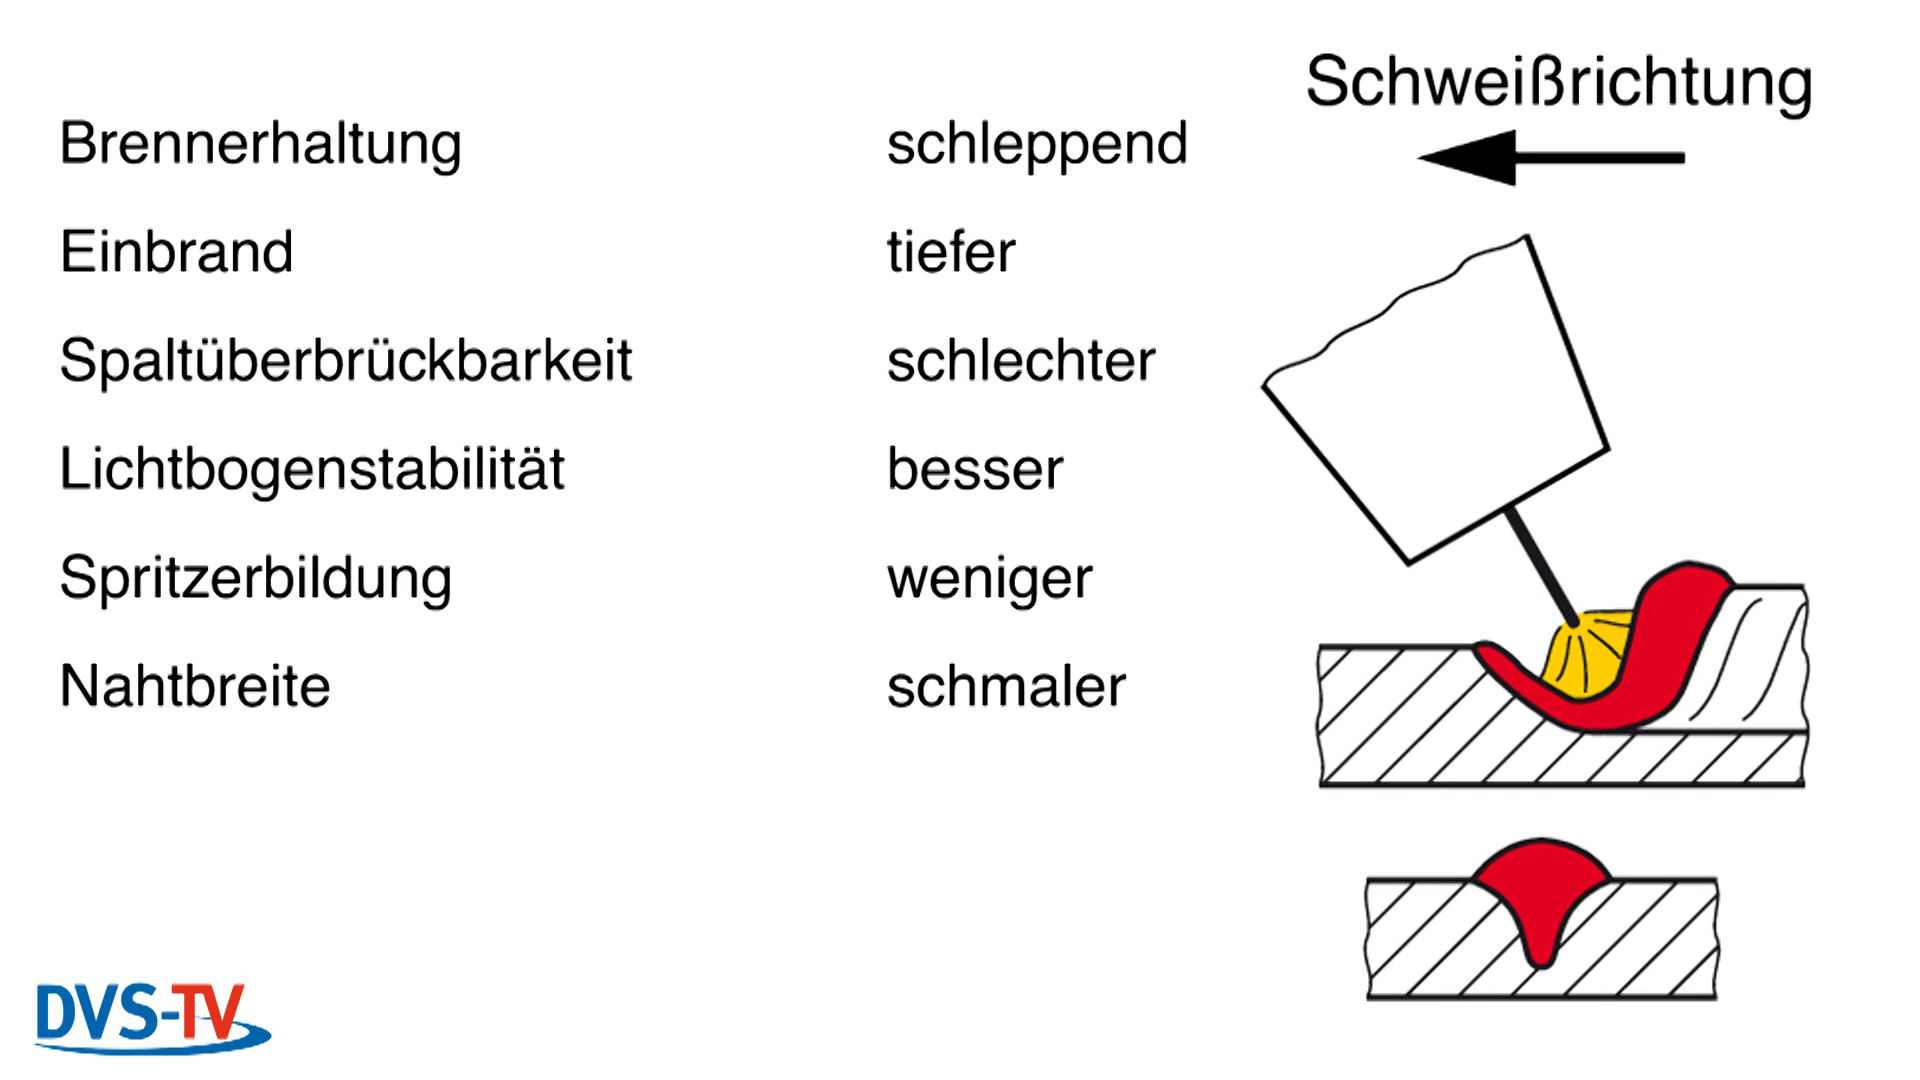 Schweißrichtung
Brennerhaltung schleppend
Einbrand tiefer
Spaltüberbrückbarkeit schlechter
Lichtbogenstabilität besser
Spritzerbildung weniger
Nahtbreite schmaler
DVS-TV